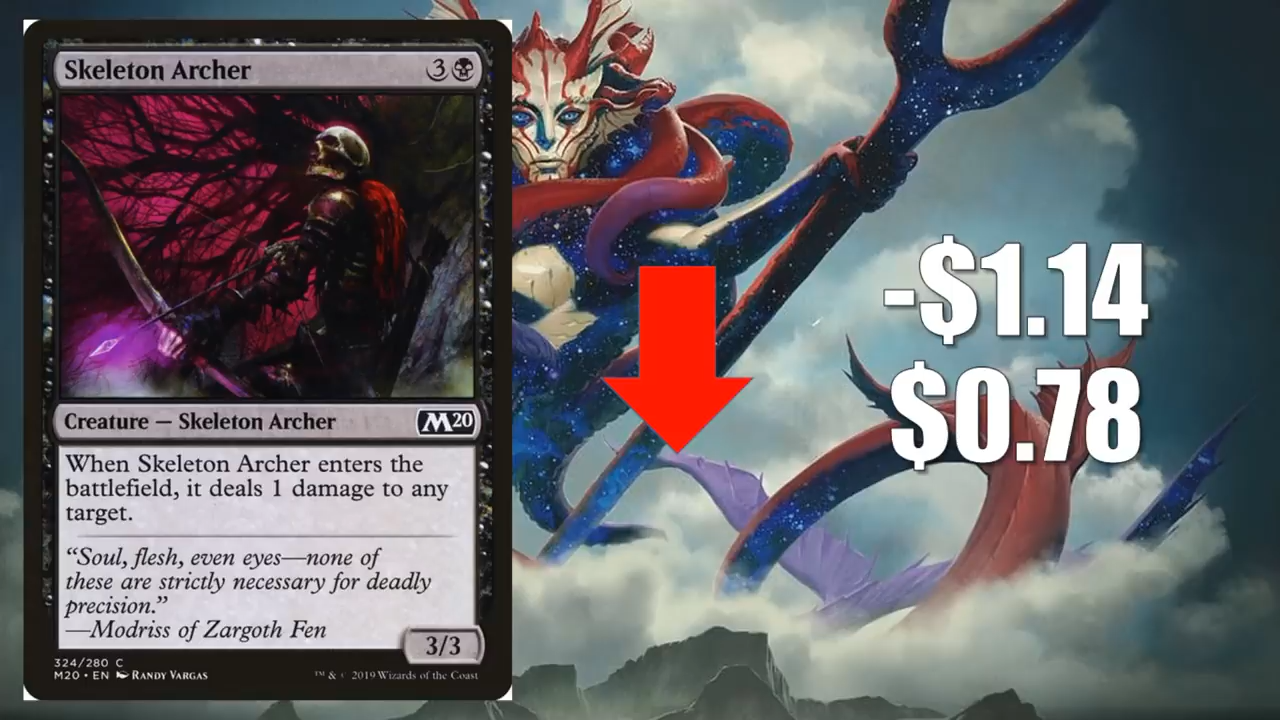 Skeleton Archer 3
Creature — Skeleton Archer M20
When Skeleton Archer enters the
battlefield, it deals 1 damage to any
target.
“Soul, flesh, even eyes—none of
these are strictly necessary for deadly
precision.”
—Modriss of Zargoth Fen
3/3
324/280 C
M20 • EN RANDY VARGAS
™ & © 2019 Wizards of the Coast
-$1.14
$0.78